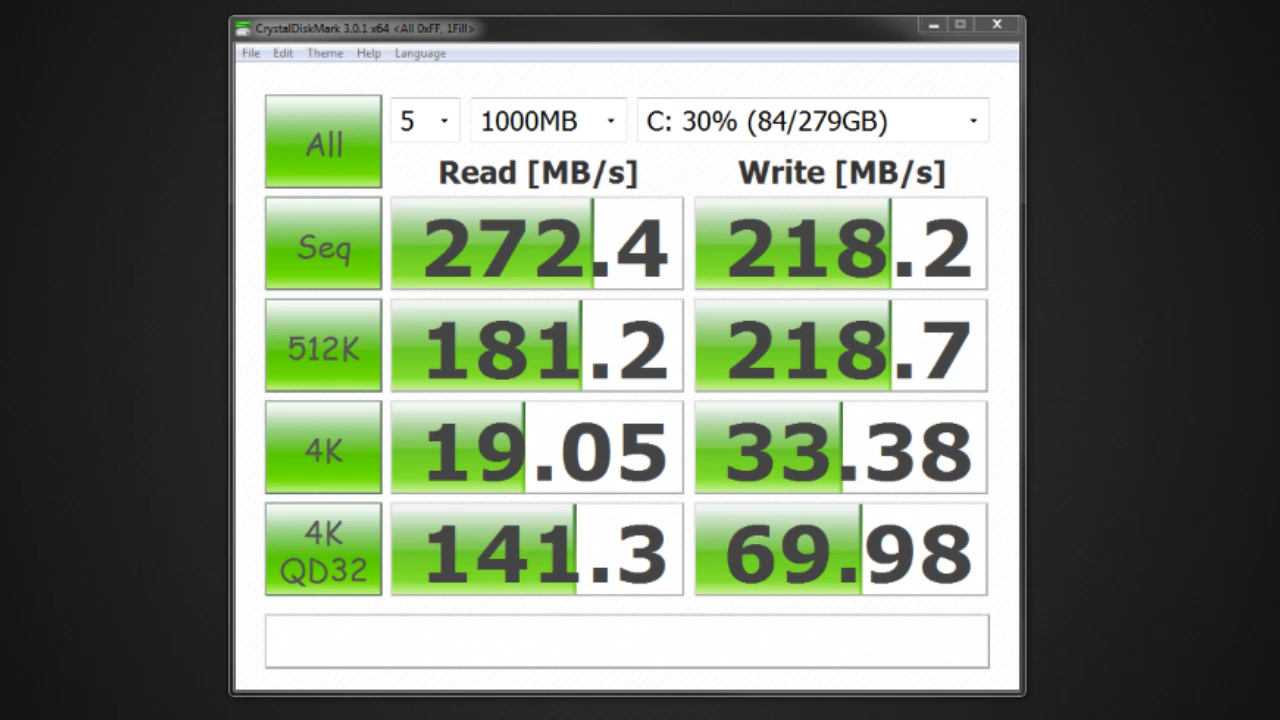 CrystalDiskMark 3.0.1 x64 <All 0xFF, 1Fill>
File Edit Theme Help Language
All 5 1000MB C: 30% (84/279GB)
Read [MB/s] Write [MB/s]
Seq 272.4 218.2
512K 181.2 218.7
4K 19.05 33.38
4K
QD32 141.3 69.98